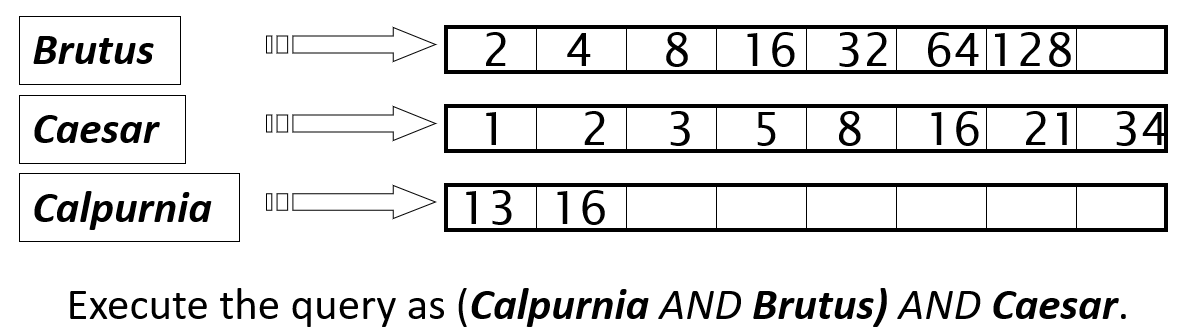 Brutus 2 4 8 16 32 64 128
Caesar 1 2 3 5 8 16 21 34
Calpurnia 13 16
Execute the query as (Calpurnia AND Brutus) AND Caesar.